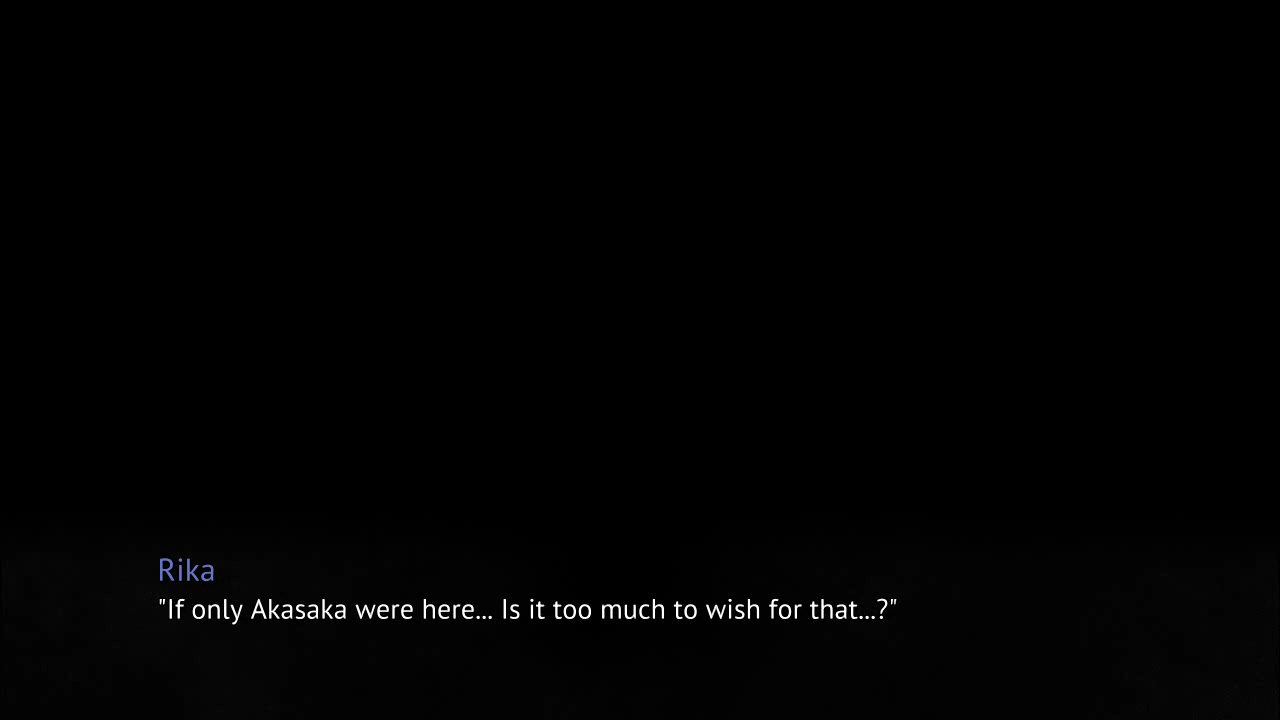 Rika
"If only Akasaka were here... Is it too much to wish for that...?"